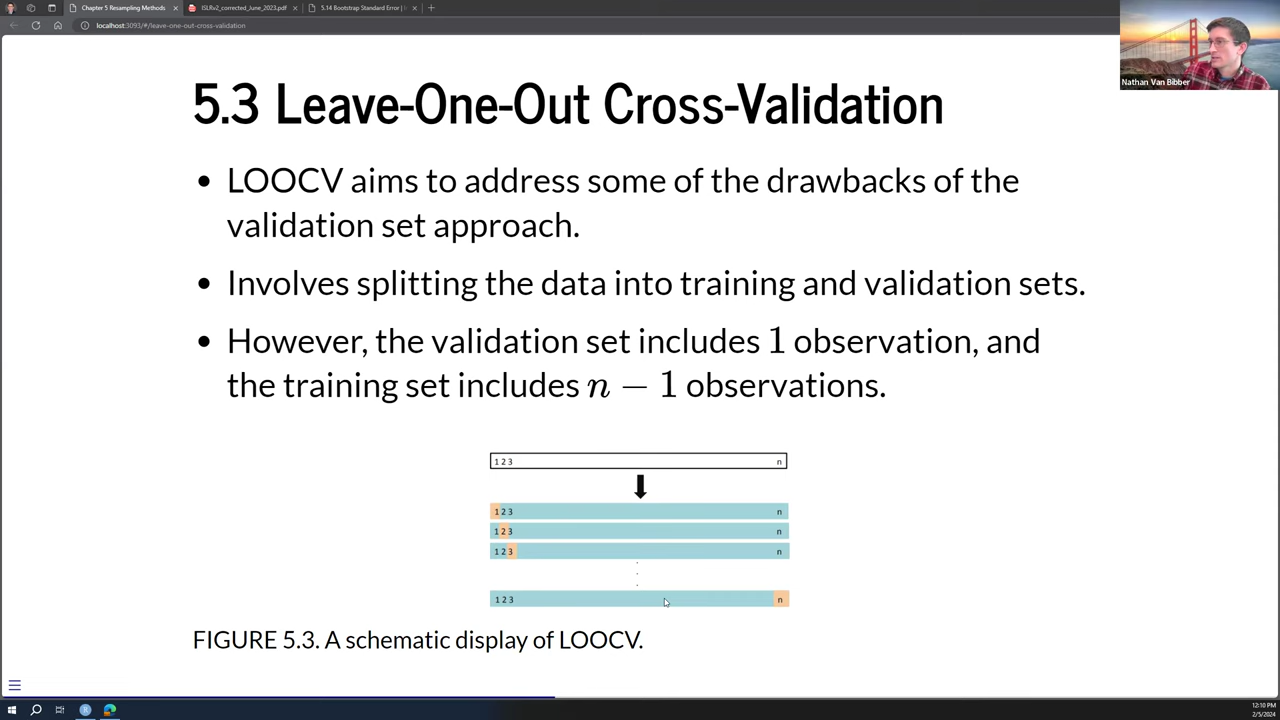 Chapter 5 Resampling Methods
ISLRv2_corrected_June_2023.pdf
5.14 Bootstrap Standard Error |
localhost:3093/#/leave-one-out-cross-validation
Nathan Van Bibber
5.3 Leave-One-Out Cross-Validation
• LOOCV aims to address some of the drawbacks of the
validation set approach.
• Involves splitting the data into training and validation sets.
• However, the validation set includes 1 observation, and
the training set includes n − 1 observations.
1 2 3 n
1 2 3 n
1 2 3 n
1 2 3 n
1 2 3 n
FIGURE 5.3. A schematic display of LOOCV.
12:10 PM
2/5/2024